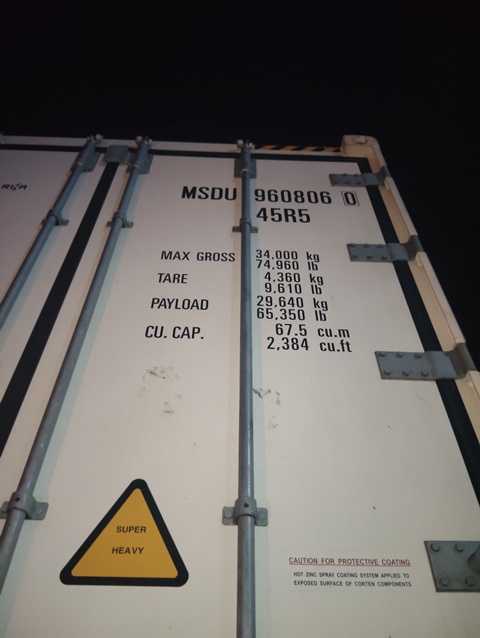 MSDU 960806 0
45R5
MAX GROSS 34,000 kg
74,960 lb
TARE 4,360 kg
9,610 lb
PAYLOAD 29,640 kg
65,350 lb
CU. CAP. 67.5 cu.m
2,384 cu.ft
SUPER
HEAVY
CAUTION FOR PROTECTIVE COATING
HOT ZINC SPRAY COATING SYSTEM APPLIED TO
EXPOSED SURFACE OF CORTEN COMPONENTS